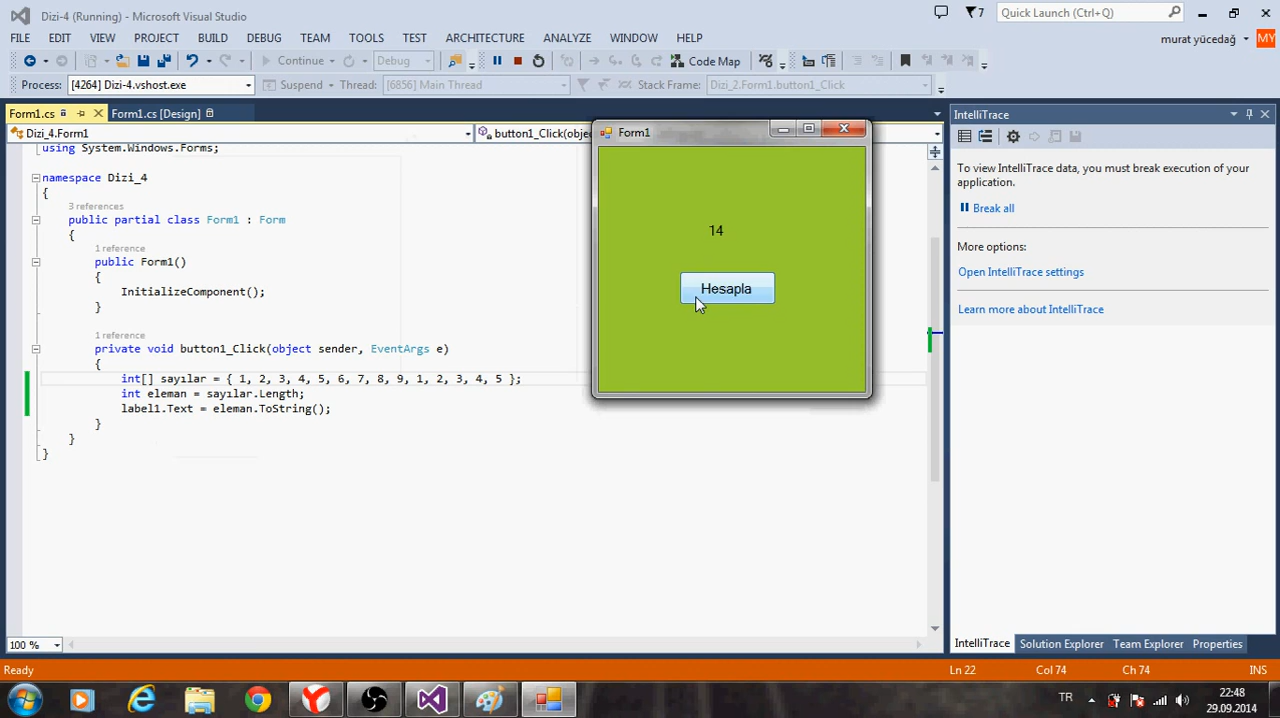 Dizi-4 (Running) - Microsoft Visual Studio
7
Quick Launch (Ctrl+Q)
FILE EDIT VIEW PROJECT BUILD DEBUG TEAM TOOLS TEST ARCHITECTURE ANALYZE WINDOW HELP
murat yücedağ MY
Continue Debug Code Map
Process: [4264] Dizi-4.vshost.exe Suspend Thread: [6856] Main Thread Stack Frame: Dizi_2.Form1.button1_Click
Form1.cs Form1.cs [Design]
Dizi_4.Form1 button1_Click(objec
using System.Windows.Forms;
namespace Dizi_4
{
3 references
public partial class Form1 : Form
{
1 reference
public Form1()
{
InitializeComponent();
}
1 reference
private void button1_Click(object sender, EventArgs e)
{
int[] sayılar = { 1, 2, 3, 4, 5, 6, 7, 8, 9, 1, 2, 3, 4, 5 };
int eleman = sayılar.Length;
label1.Text = eleman.ToString();
}
}
}
100 %
Form1
14
Hesapla
IntelliTrace
To view IntelliTrace data, you must break execution of your
application.
Break all
More options:
Open IntelliTrace settings
Learn more about IntelliTrace
IntelliTrace Solution Explorer Team Explorer Properties
Ready Ln 22 Col 74 Ch 74 INS
TR 22:48
29.09.2014